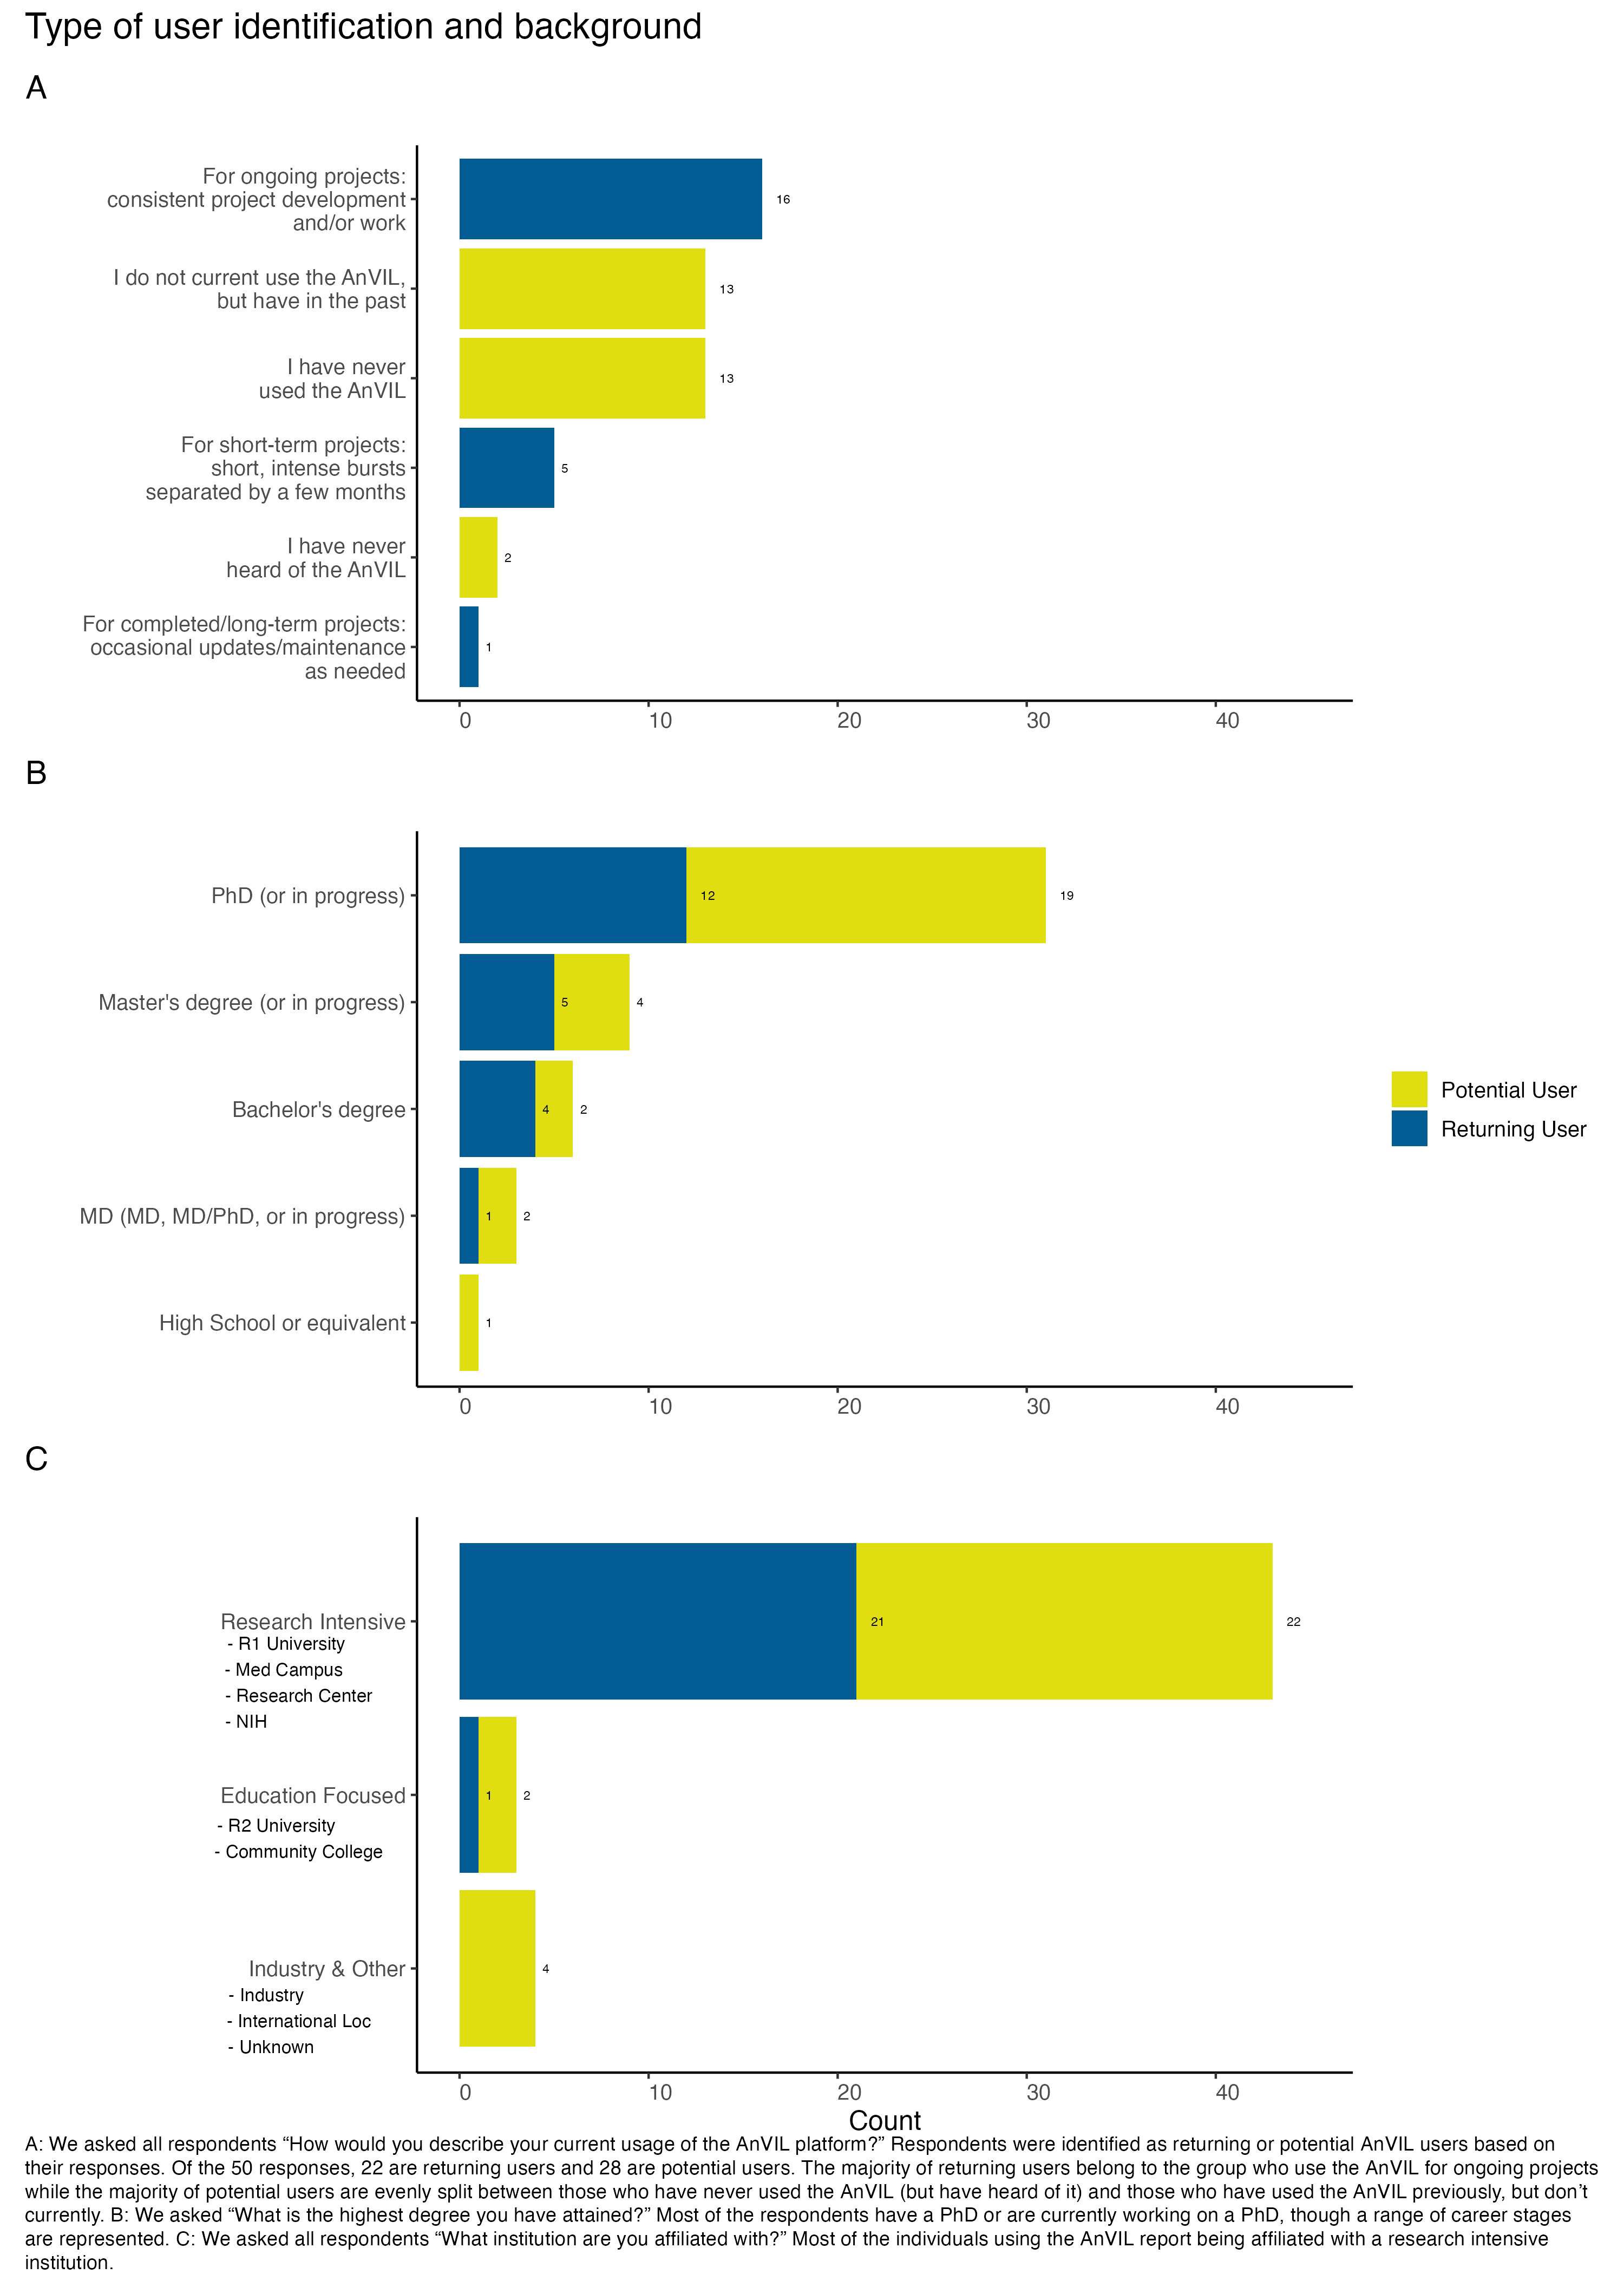 Type of user identification and background
A
For ongoing projects:
consistent project development
and/or work
16
I do not current use the AnVIL,
but have in the past
13
I have never
used the AnVIL
13
For short-term projects:
short, intense bursts
separated by a few months
5
I have never
heard of the AnVIL
2
For completed/long-term projects:
occasional updates/maintenance
as needed
1
0 10 20 30 40
B
PhD (or in progress) 12 19
Master's degree (or in progress) 5 4
Bachelor's degree 4 2
MD (MD, MD/PhD, or in progress) 1 2
High School or equivalent 1
0 10 20 30 40
Potential User
Returning User
C
Research Intensive 21 22
- R1 University
- Med Campus
- Research Center
- NIH
Education Focused 1 2
- R2 University
- Community College
Industry & Other 4
- Industry
- International Loc
- Unknown
0 10 20 30 40
Count
A: We asked all respondents “How would you describe your current usage of the AnVIL platform?” Respondents were identified as returning or potential AnVIL users based on
their responses. Of the 50 responses, 22 are returning users and 28 are potential users. The majority of returning users belong to the group who use the AnVIL for ongoing projects
while the majority of potential users are evenly split between those who have never used the AnVIL (but have heard of it) and those who have used the AnVIL previously, but don’t
currently. B: We asked “What is the highest degree you have attained?” Most of the respondents have a PhD or are currently working on a PhD, though a range of career stages
are represented. C: We asked all respondents “What institution are you affiliated with?” Most of the individuals using the AnVIL report being affiliated with a research intensive
institution.